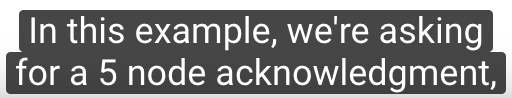 In this example, we're asking
for a 5 node acknowledgment,